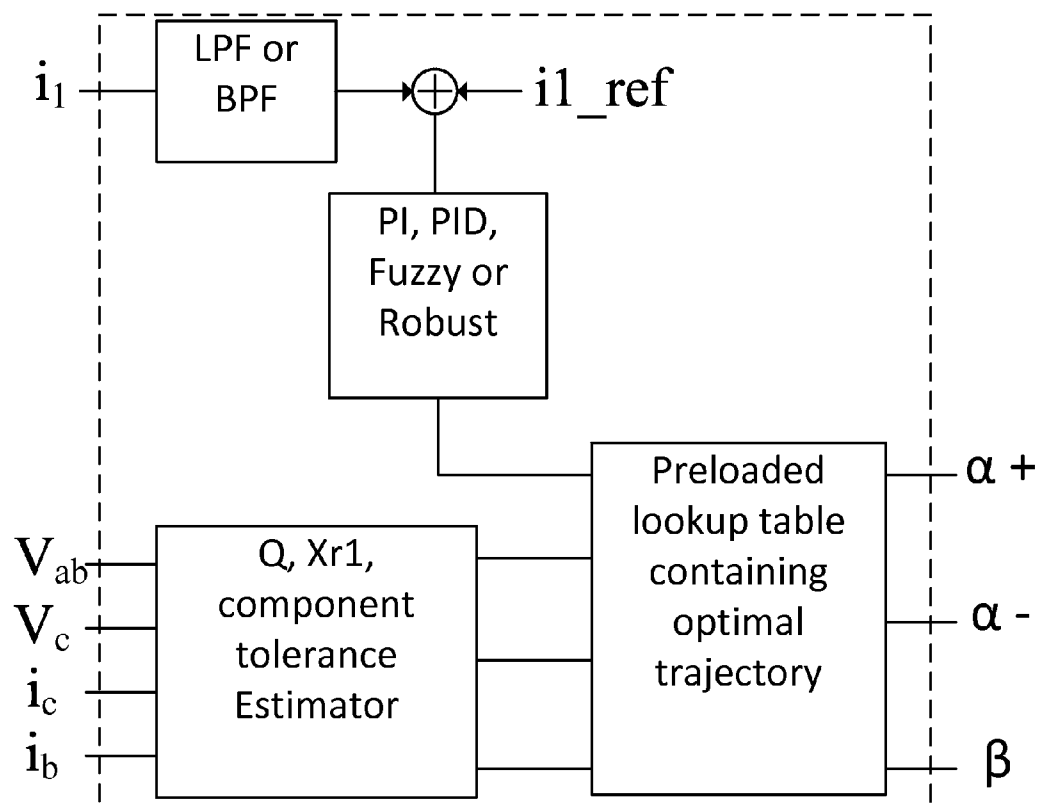 LPF or
BPF
i1
i1_ref
PI, PID,
Fuzzy or
Robust
Preloaded
lookup table
containing
optimal
trajectory
α +
α -
β
Vab
Vc
ic
ib
Q, Xr1,
component
tolerance
Estimator